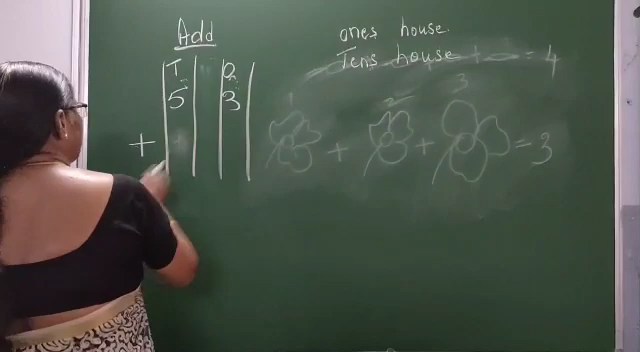 Add
ones house.
Tens house
= 4
T O
5 3
+
1 2 3
+ + = 3